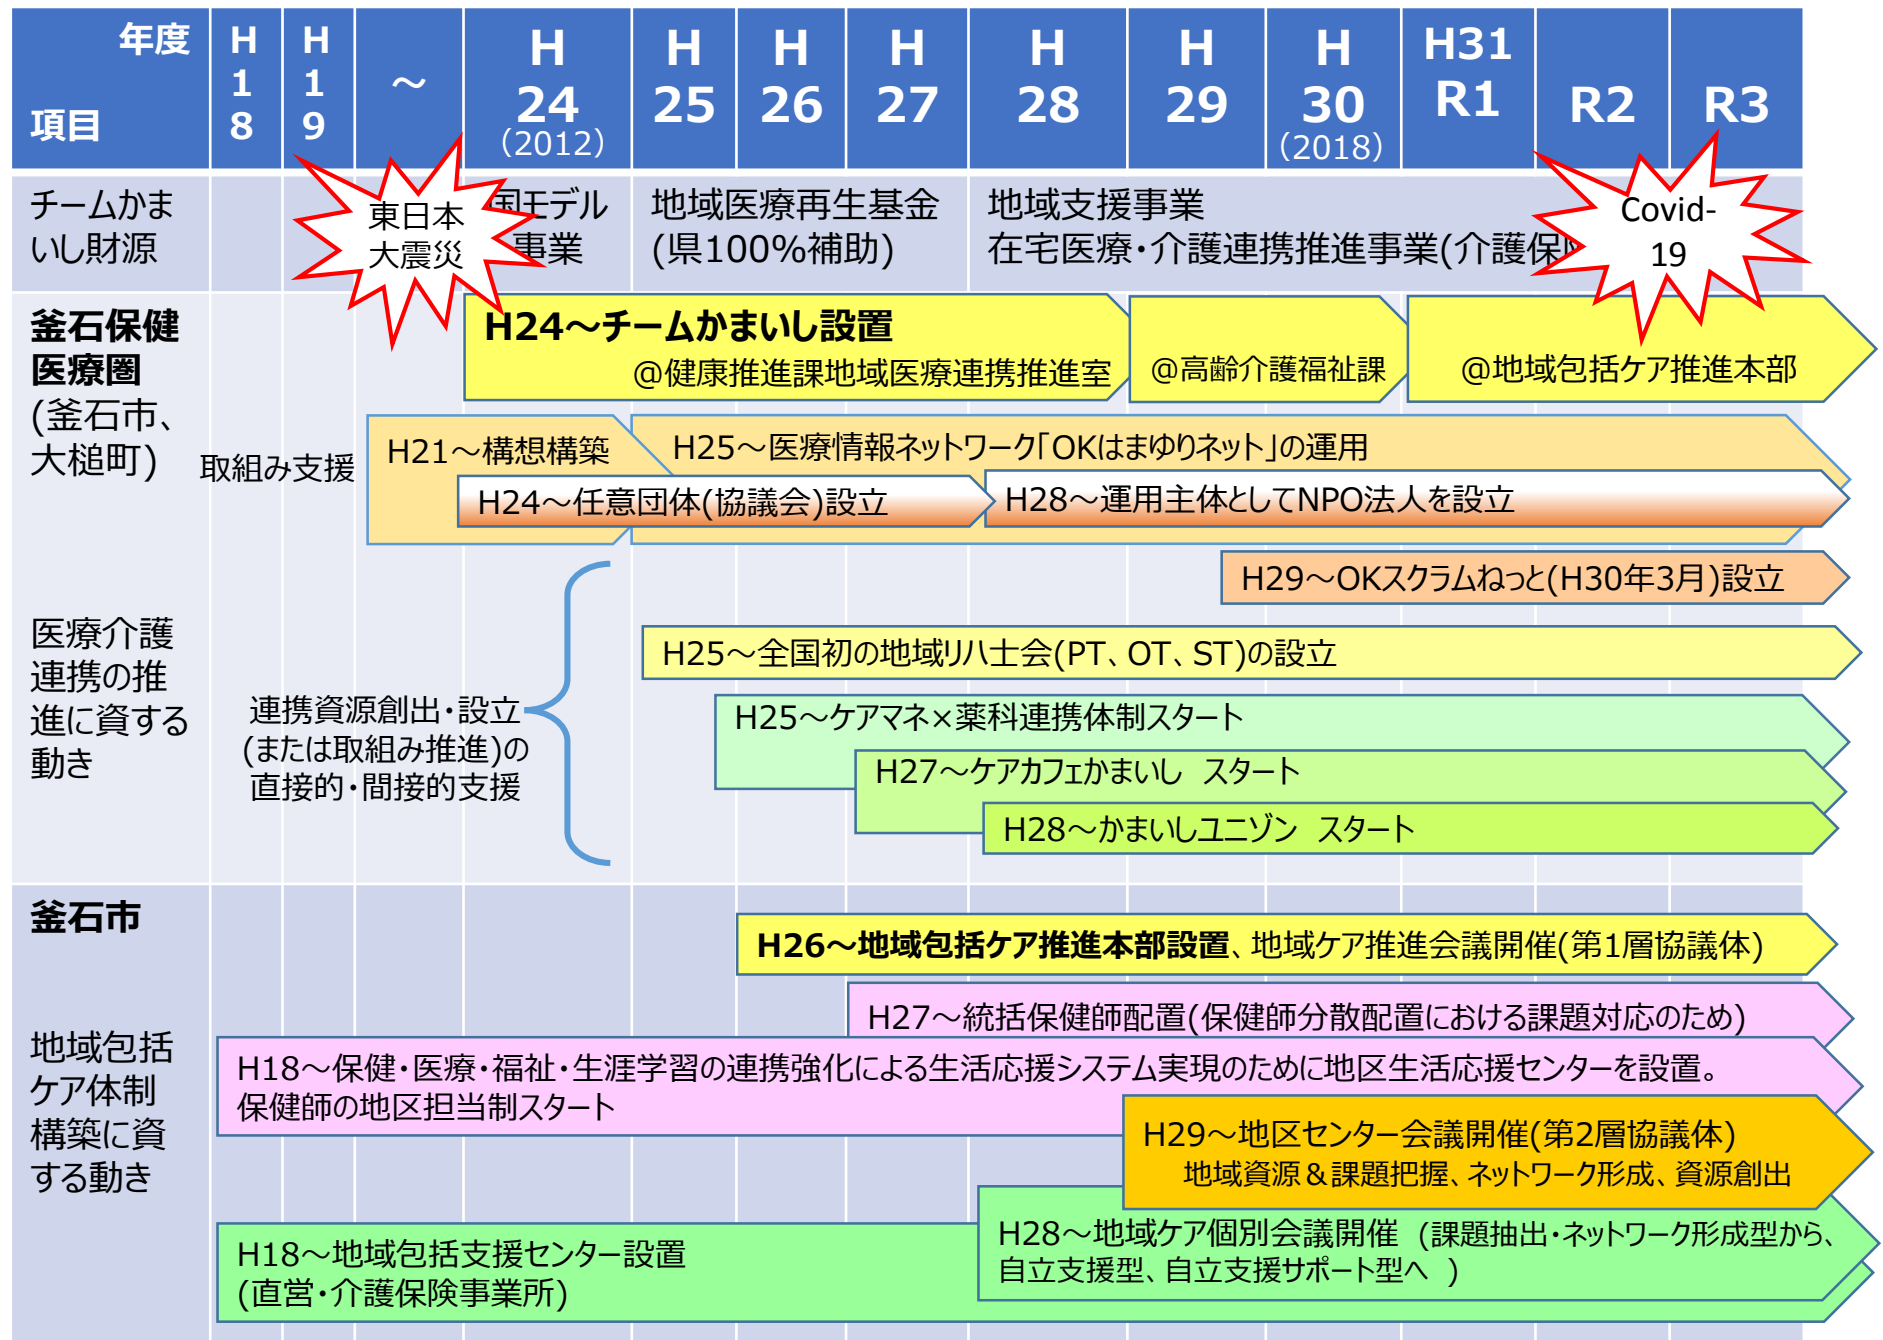 年度
項目
H
1
8
H
1
9
～
H
24
（2012）
H
25
H
26
H
27
H
28
H
29
H
30
（2018）
H31
R1
R2
R3
チームかま
いし財源
東日本
大震災
国モデル
事業
地域医療再生基金
(県100%補助)
地域支援事業
在宅医療・介護連携推進事業(介護保険
Covid-
19
釜石保健
医療圏
(釜石市、
大槌町)
取組み支援
H24～チームかまいし設置
@健康推進課地域医療連携推進室
@高齢介護福祉課
@地域包括ケア推進本部
H21～構想構築
H25～医療情報ネットワーク「OKはまゆりネット」の運用
H24～任意団体(協議会)設立
H28～運用主体としてNPO法人を設立
H29～OKスクラムねっと(H30年3月)設立
医療介護
連携の推
進に資する
動き
連携資源創出・設立
(または取組み推進)の
直接的・間接的支援
H25～全国初の地域リハ士会(PT、OT、ST)の設立
H25～ケアマネ×薬科連携体制スタート
H27～ケアカフェかまいし　スタート
H28～かまいしユニゾン　スタート
釜石市
地域包括
ケア体制
構築に資
する動き
H26～地域包括ケア推進本部設置、地域ケア推進会議開催(第1層協議体)
H27～統括保健師配置(保健師分散配置における課題対応のため)
H18～保健・医療・福祉・生涯学習の連携強化による生活応援システム実現のために地区生活応援センターを設置。
保健師の地区担当制スタート
H29～地区センター会議開催(第2層協議体)
地域資源＆課題把握、ネットワーク形成、資源創出
H28～地域ケア個別会議開催 (課題抽出・ネットワーク形成型から、
自立支援型、自立支援サポート型へ )
H18～地域包括支援センター設置
(直営・介護保険事業所)